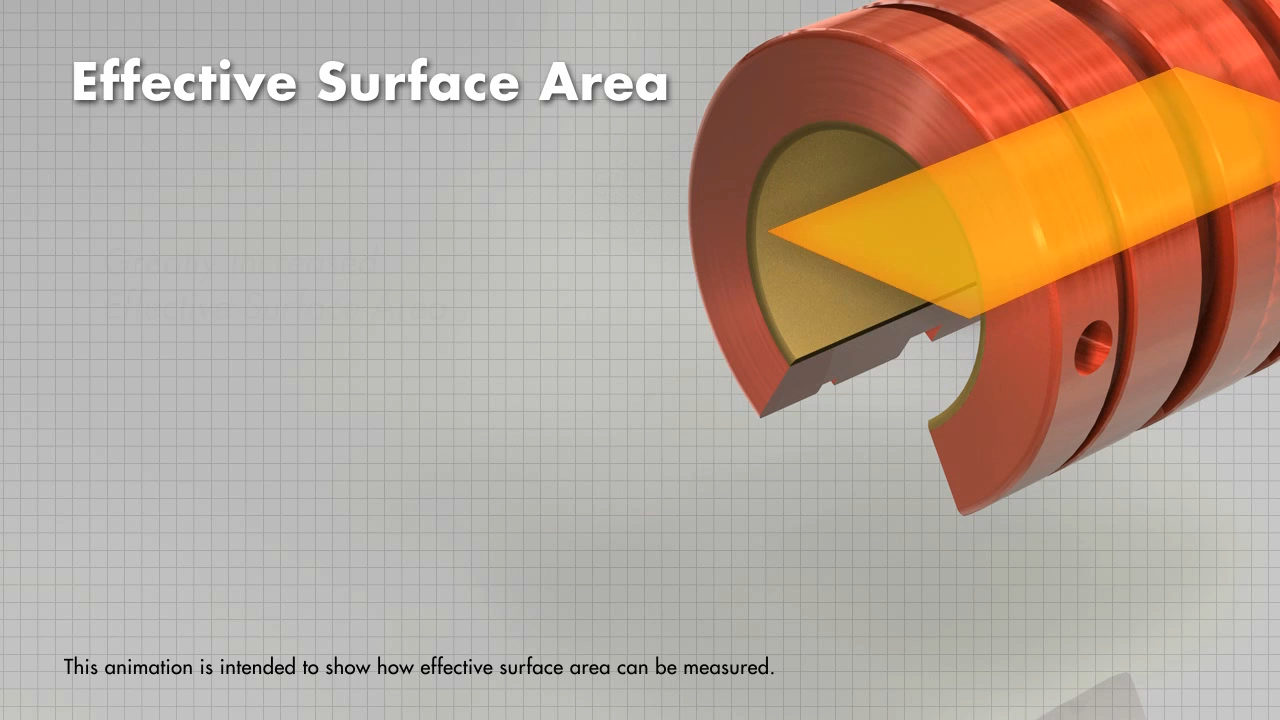 Effective Surface Area
This animation is intended to show how effective surface area can be measured.